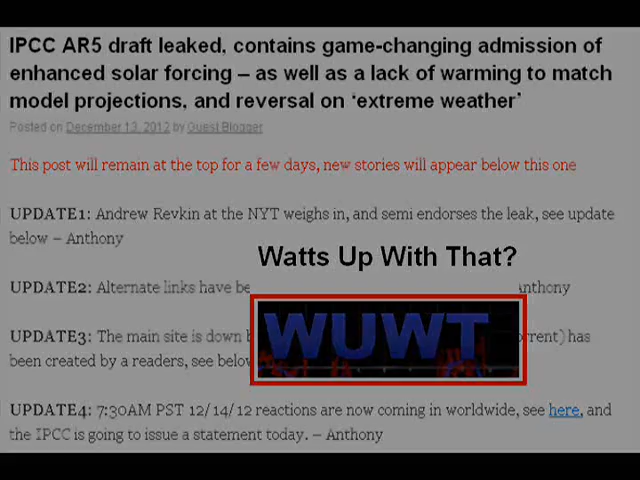 IPCC AR5 draft leaked, contains game-changing admission of
enhanced solar forcing – as well as a lack of warming to match
model projections, and reversal on ‘extreme weather’
Posted on December 13, 2012 by Guest Blogger
This post will remain at the top for a few days, new stories will appear below this one
UPDATE1: Andrew Revkin at the NYT weighs in, and semi endorses the leak, see update
below – Anthony
Watts Up With That?
UPDATE2: Alternate links have be nthony
WUWT
UPDATE3: The main site is down orrent) has
been created by a readers, see belo
UPDATE4: 7:30AM PST 12/14/12 reactions are now coming in worldwide, see here, and
the IPCC is going to issue a statement today. – Anthony